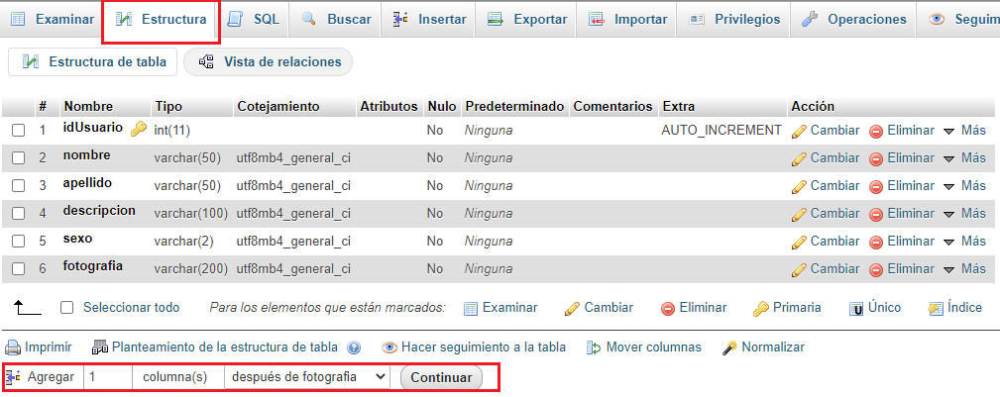 Examinar Estructura SQL Buscar Insertar Exportar Importar Privilegios Operaciones Seguim
Estructura de tabla Vista de relaciones
# Nombre Tipo Cotejamiento Atributos Nulo Predeterminado Comentarios Extra Acción
1 idUsuario int(11) No Ninguna AUTO_INCREMENT Cambiar Eliminar Más
2 nombre varchar(50) utf8mb4_general_ci No Ninguna Cambiar Eliminar Más
3 apellido varchar(50) utf8mb4_general_ci No Ninguna Cambiar Eliminar Más
4 descripcion varchar(100) utf8mb4_general_ci No Ninguna Cambiar Eliminar Más
5 sexo varchar(2) utf8mb4_general_ci No Ninguna Cambiar Eliminar Más
6 fotografia varchar(200) utf8mb4_general_ci No Ninguna Cambiar Eliminar Más
Seleccionar todo Para los elementos que están marcados: Examinar Cambiar Eliminar Primaria Único Índice
Imprimir Planteamiento de la estructura de tabla Hacer seguimiento a la tabla Mover columnas Normalizar
Agregar 1 columna(s) después de fotografia Continuar